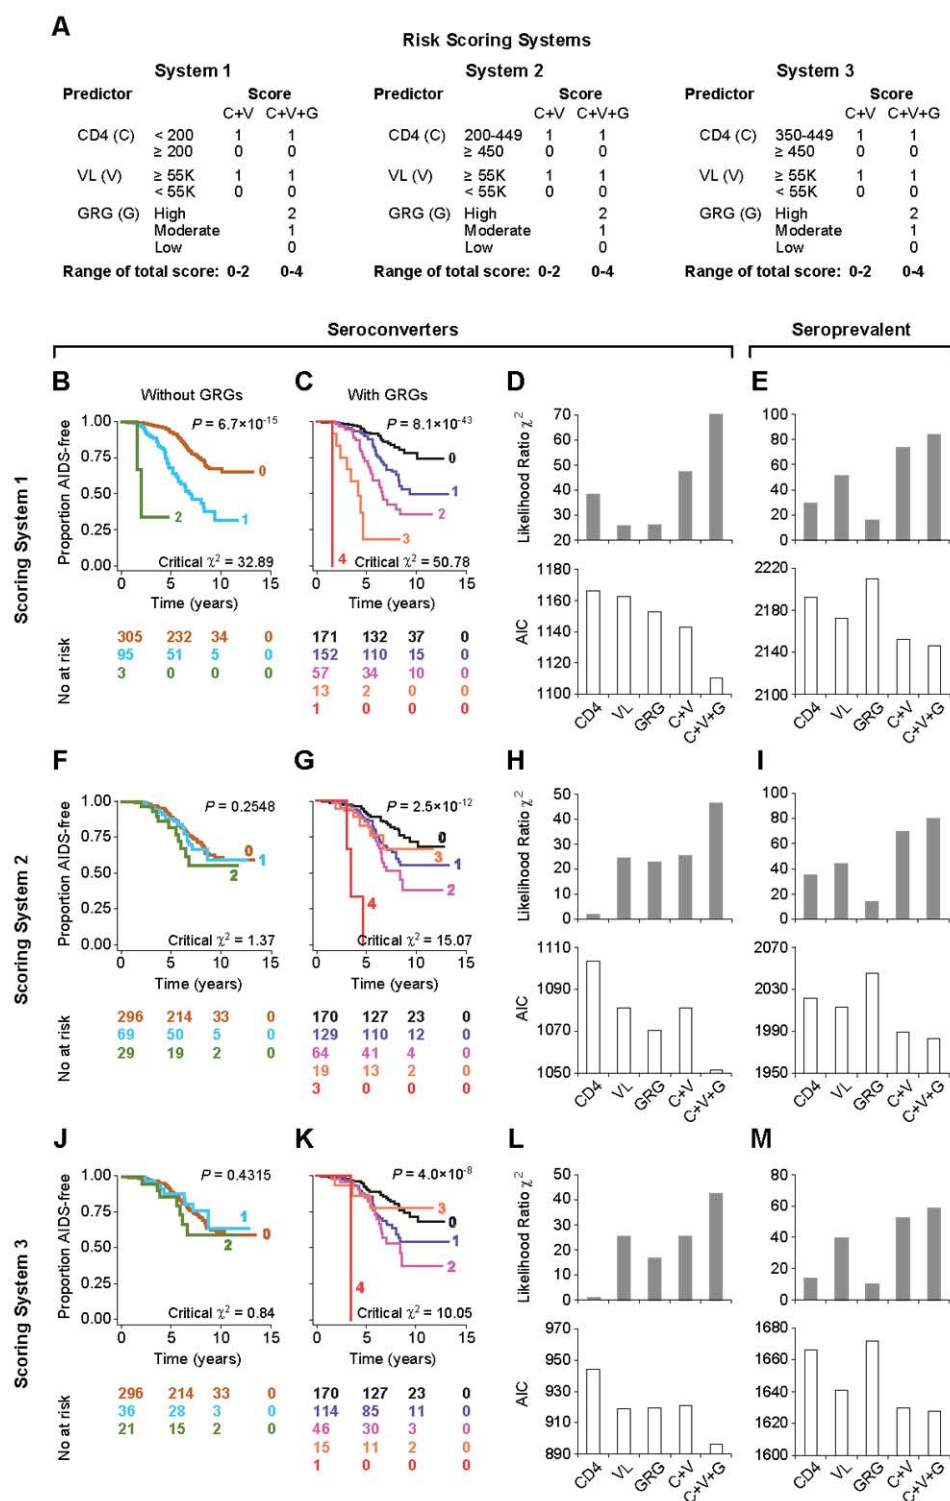 A
Risk Scoring Systems
System 1 System 2 System 3
Predictor Score Predictor Score Predictor Score
C+V C+V+G C+V C+V+G C+V C+V+G
CD4 (C) < 200 1 1 CD4 (C) 200-449 1 1 CD4 (C) 350-449 1 1
≥ 200 0 0 ≥ 450 0 0 ≥ 450 0 0
VL (V) ≥ 55K 1 1 VL (V) ≥ 55K 1 1 VL (V) ≥ 55K 1 1
< 55K 0 0 < 55K 0 0 < 55K 0 0
GRG (G) High 2 GRG (G) High 2 GRG (G) High 2
Moderate 1 Moderate 1 Moderate 1
Low 0 Low 0 Low 0
Range of total score: 0-2 0-4 Range of total score: 0-2 0-4 Range of total score: 0-2 0-4
Seroconverters Seroprevalent
Scoring System 1
B
Without GRGs
Proportion AIDS-free
1.00
0.75
0.50
0.25
0.00
P = 6.7×10-15
0
1
2
Critical χ2 = 32.89
0 5 10 15
Time (years)
No at risk
305 232 34 0
95 51 5 0
3 0 0 0
C
With GRGs
P = 8.1×10-43
0
1
2
3
4
Critical χ2 = 50.78
0 5 10 15
Time (years)
171 132 37 0
152 110 15 0
57 34 10 0
13 2 0 0
1 0 0 0
D
Likelihood Ratio χ2
70
60
50
40
30
20
AIC
1180
1160
1140
1120
1100
CD4 VL GRG C+V C+V+G
E
100
80
60
40
20
0
2220
2180
2140
2100
CD4 VL GRG C+V C+V+G
Scoring System 2
F
Proportion AIDS-free
1.00
0.75
0.50
0.25
0.00
P = 0.2548
0
1
2
Critical χ2 = 1.37
0 5 10 15
Time (years)
No at risk
296 214 33 0
69 50 5 0
29 19 2 0
G
P = 2.5×10-12
0
3
1
2
4
Critical χ2 = 15.07
0 5 10 15
Time (years)
170 127 23 0
129 110 12 0
64 41 4 0
19 13 2 0
3 0 0 0
H
Likelihood Ratio χ2
50
40
30
20
10
0
AIC
1110
1090
1070
1050
CD4 VL GRG C+V C+V+G
I
100
80
60
40
20
0
2070
2030
1990
1950
CD4 VL GRG C+V C+V+G
Scoring System 3
J
Proportion AIDS-free
1.00
0.75
0.50
0.25
0.00
P = 0.4315
1
0
2
Critical χ2 = 0.84
0 5 10 15
Time (years)
No at risk
296 214 33 0
36 28 3 0
21 15 2 0
K
P = 4.0×10-8
3
0
1
2
4
Critical χ2 = 10.05
0 5 10 15
Time (years)
170 127 23 0
114 85 11 0
46 30 3 0
15 11 2 0
1 0 0 0
L
Likelihood Ratio χ2
50
40
30
20
10
0
AIC
970
950
930
910
890
CD4 VL GRG C+V C+V+G
M
80
60
40
20
0
1680
1660
1640
1620
1600
CD4 VL GRG C+V C+V+G